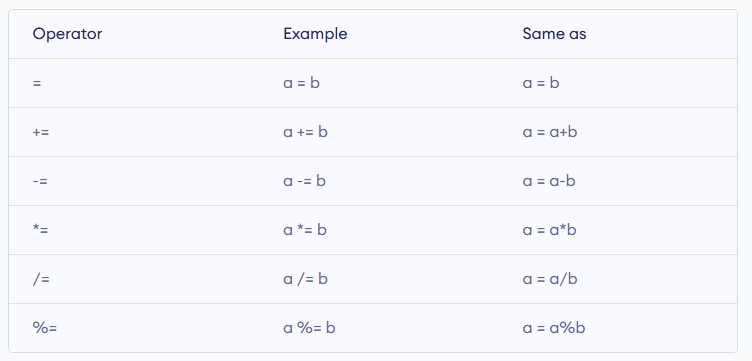 Operator Example Same as
= a = b a = b
+= a += b a = a+b
-= a -= b a = a-b
*= a *= b a = a*b
/= a /= b a = a/b
%= a %= b a = a%b